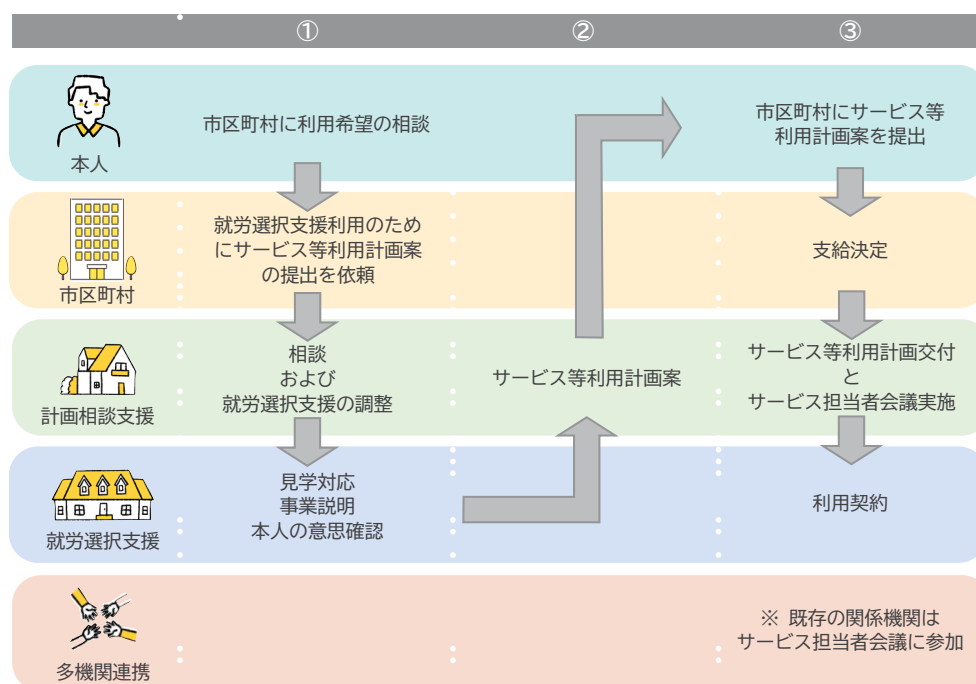 ① ② ③
本人
市区町村に利用希望の相談
市区町村にサービス等
利用計画案を提出
市区町村
就労選択支援利用のため
にサービス等利用計画案
の提出を依頼
支給決定
計画相談支援
相談
および
就労選択支援の調整
サービス等利用計画案
サービス等利用計画交付
と
サービス担当者会議実施
就労選択支援
見学対応
事業説明
本人の意思確認
利用契約
多機関連携
※ 既存の関係機関は
サービス担当者会議に参加